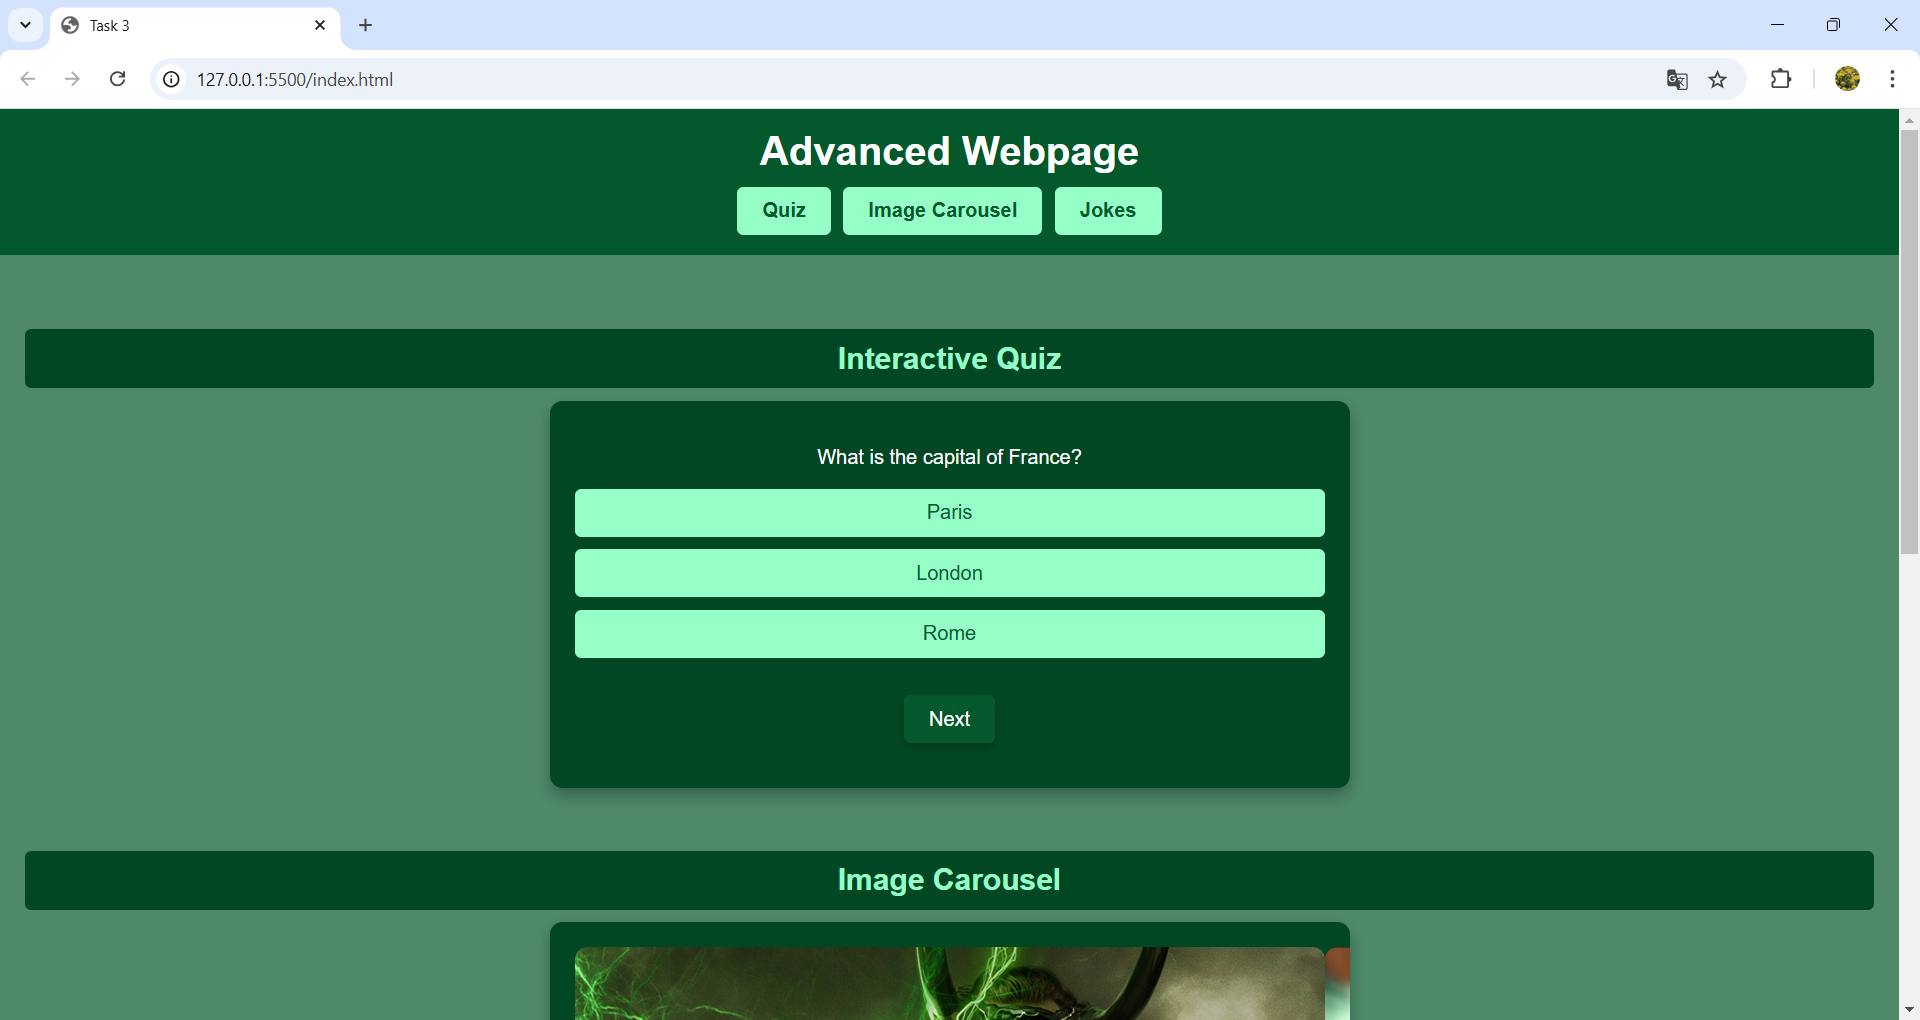 Task 3
127.0.0.1:5500/index.html
Advanced Webpage
Quiz
Image Carousel
Jokes
Interactive Quiz
What is the capital of France?
Paris
London
Rome
Next
Image Carousel